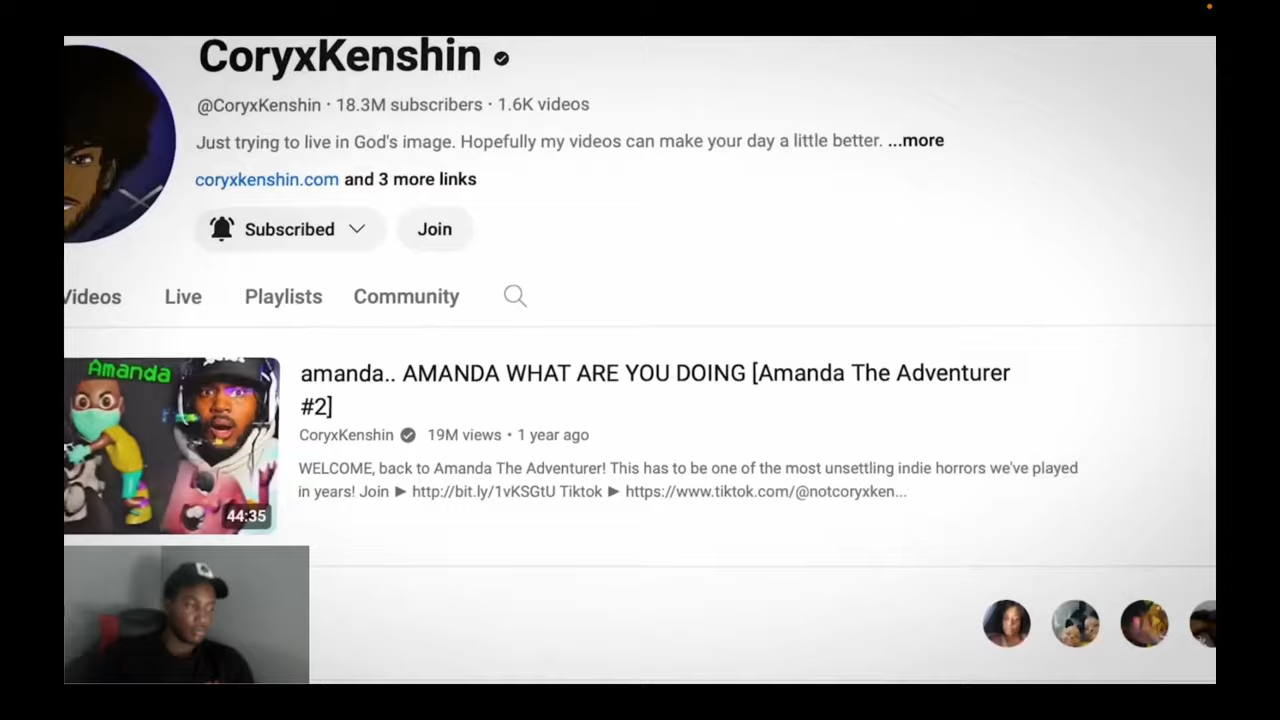 CoryxKenshin
@CoryxKenshin · 18.3M subscribers · 1.6K videos
Just trying to live in God's image. Hopefully my videos can make your day a little better. ...more
coryxkenshin.com and 3 more links
Subscribed Join
Videos Live Playlists Community
Amanda
44:35
amanda.. AMANDA WHAT ARE YOU DOING [Amanda The Adventurer
#2]
CoryxKenshin 19M views • 1 year ago
WELCOME, back to Amanda The Adventurer! This has to be one of the most unsettling indie horrors we've played
in years! Join ► http://bit.ly/1vKSGtU Tiktok ► https://www.tiktok.com/@notcoryxken...